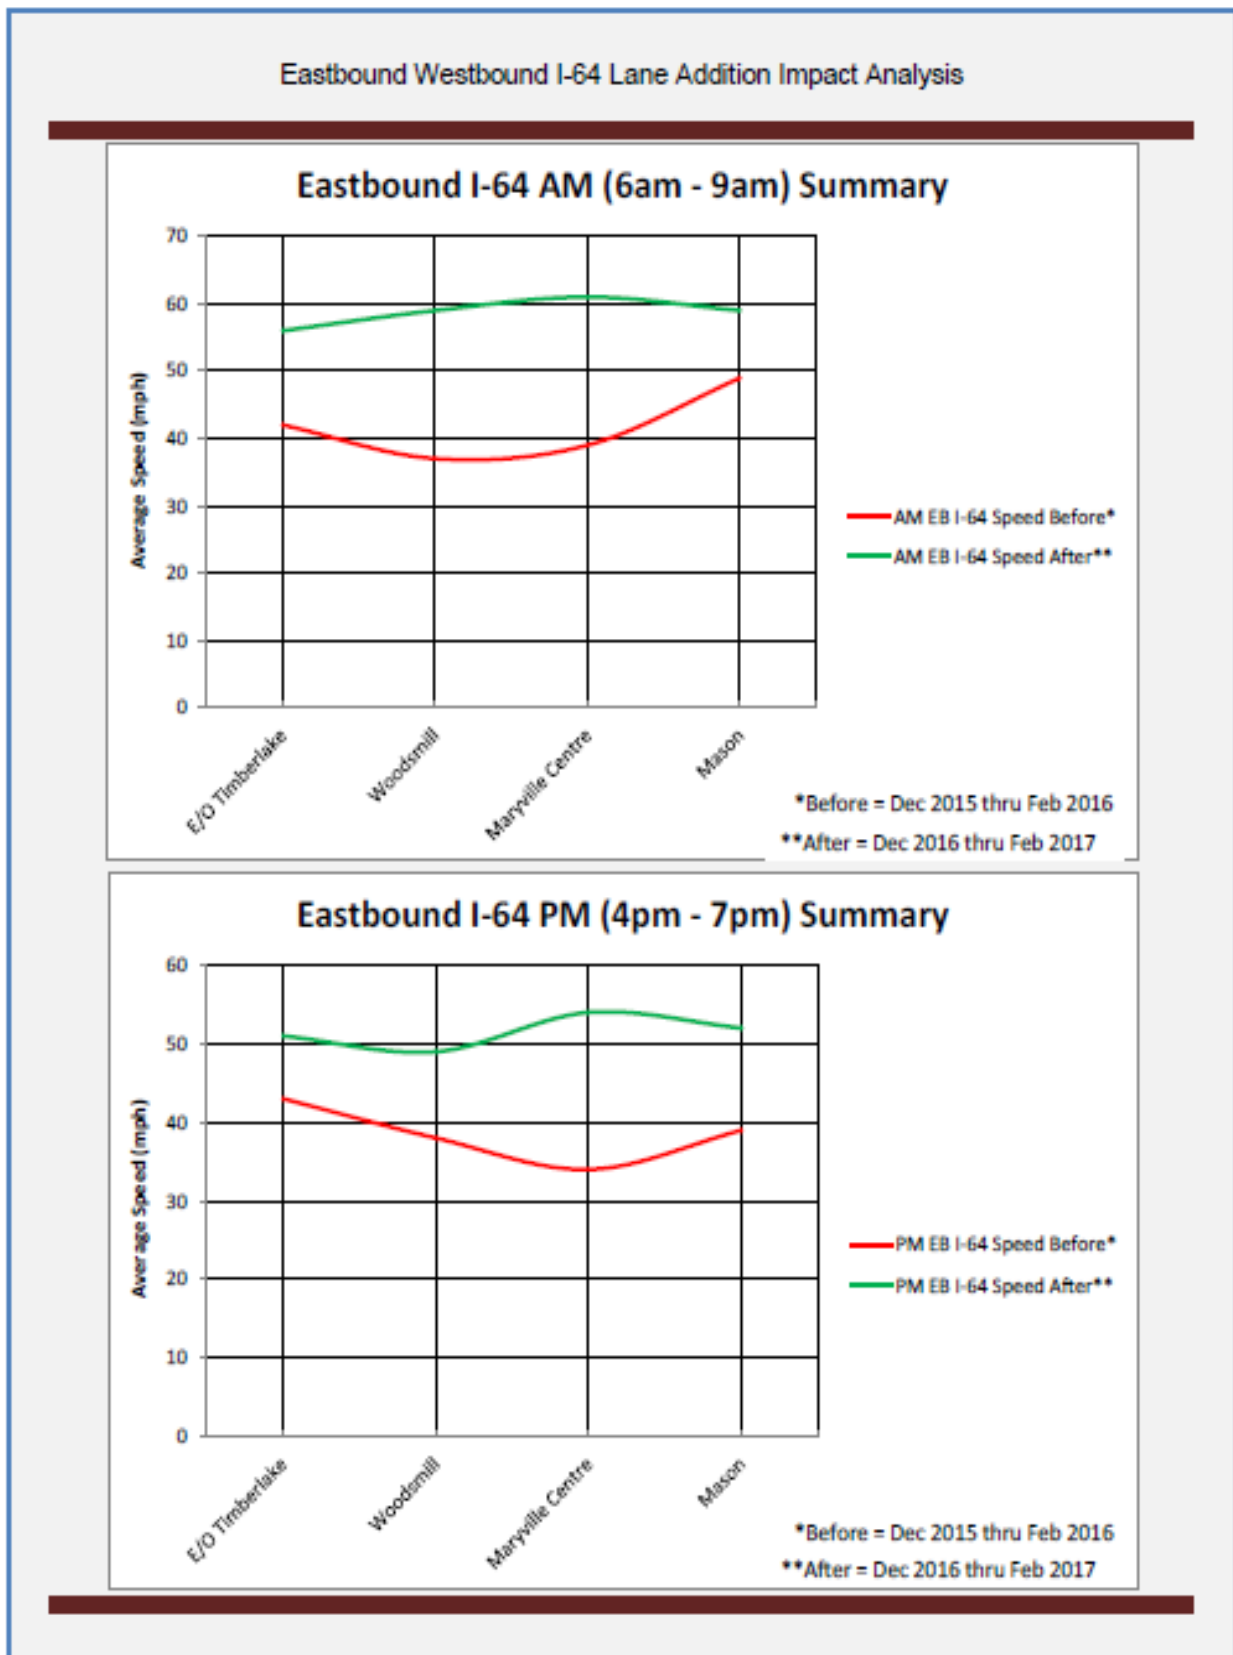 Eastbound Westbound I-64 Lane Addition Impact Analysis
Eastbound I-64 AM (6am - 9am) Summary
70
60
50
40
30
20
10
0
Average Speed (mph)
E/O Timberlake
Woodsmill
Maryville Centre
Mason
AM EB I-64 Speed Before*
AM EB I-64 Speed After**
*Before = Dec 2015 thru Feb 2016
**After = Dec 2016 thru Feb 2017
Eastbound I-64 PM (4pm - 7pm) Summary
60
50
40
30
20
10
0
Average Speed (mph)
E/O Timberlake
Woodsmill
Maryville Centre
Mason
PM EB I-64 Speed Before*
PM EB I-64 Speed After**
*Before = Dec 2015 thru Feb 2016
**After = Dec 2016 thru Feb 2017